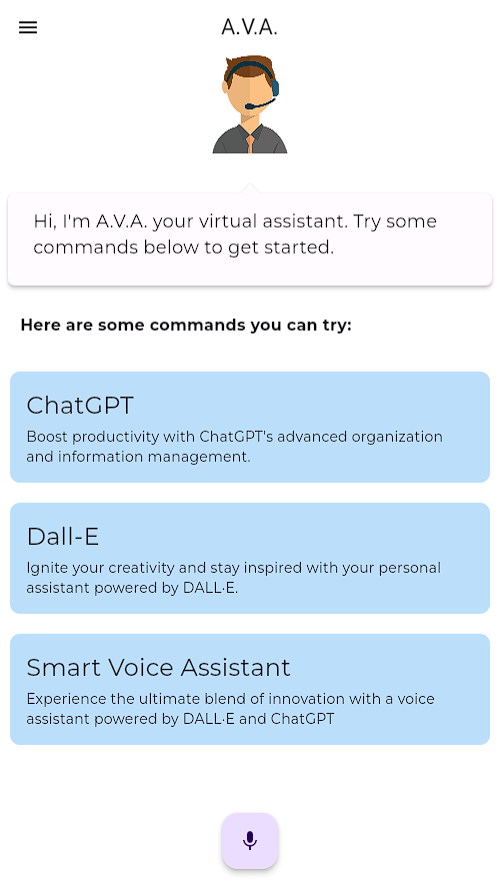 A.V.A.
Hi, I'm A.V.A. your virtual assistant. Try some
commands below to get started.
Here are some commands you can try:
ChatGPT
Boost productivity with ChatGPT's advanced organization
and information management.
Dall-E
Ignite your creativity and stay inspired with your personal
assistant powered by DALL·E.
Smart Voice Assistant
Experience the ultimate blend of innovation with a voice
assistant powered by DALL·E and ChatGPT